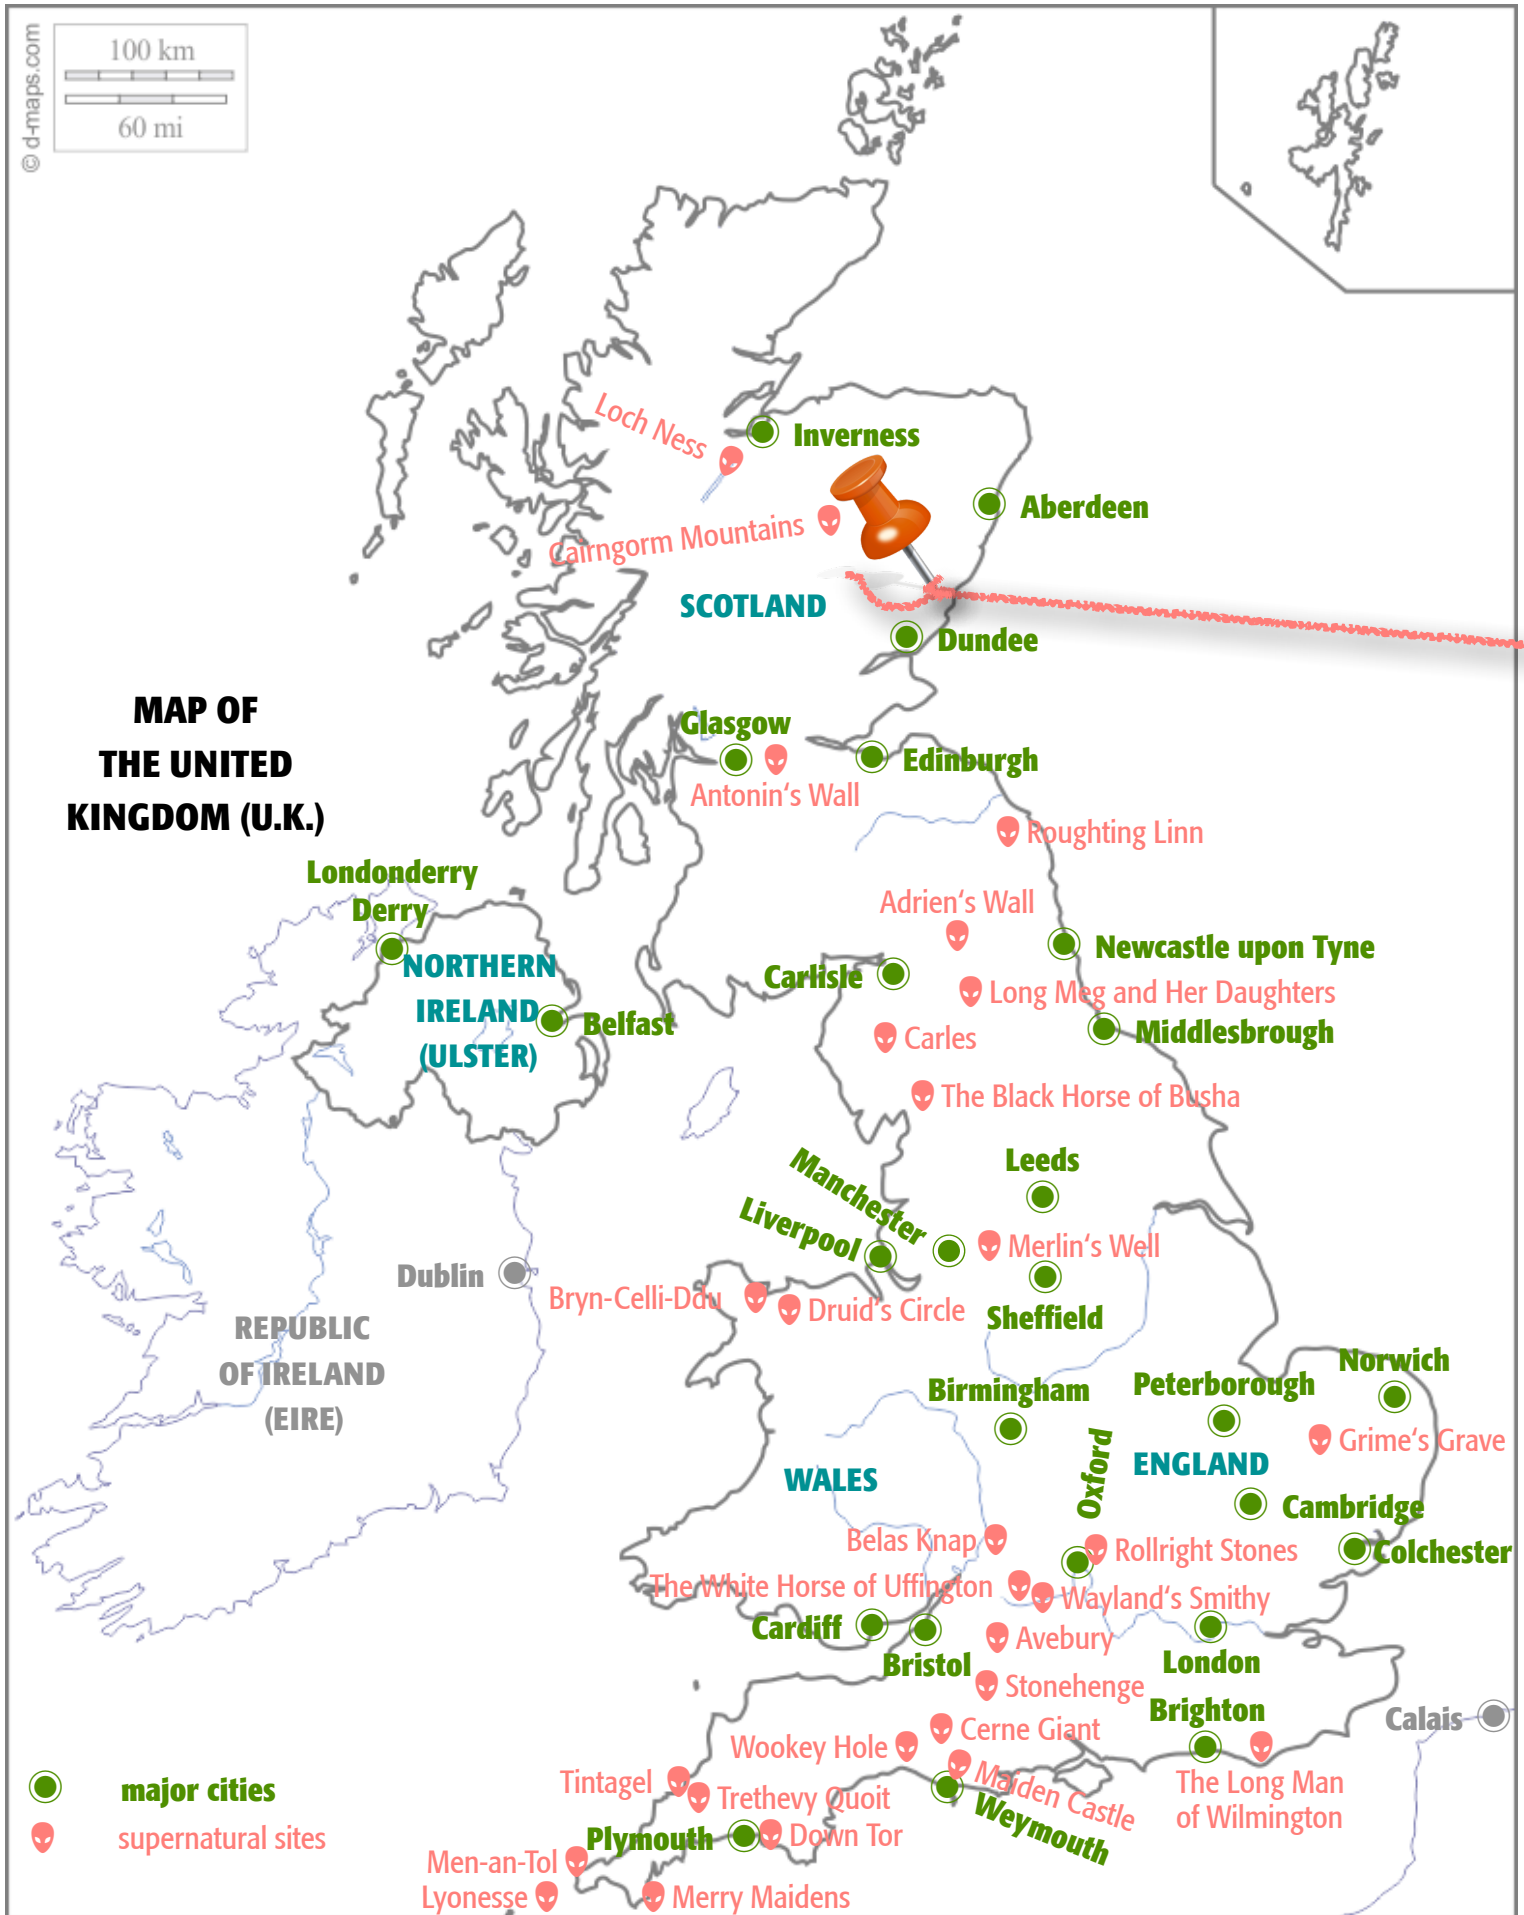 © d-maps.com
100 km
60 mi
Loch Ness
Inverness
Aberdeen
Cairngorm Mountains
SCOTLAND
Dundee
MAP OF
THE UNITED
KINGDOM (U.K.)
Glasgow
Edinburgh
Antonin's Wall
Roughting Linn
Londonderry
Derry
Adrien's Wall
NORTHERN
IRELAND
(ULSTER)
Newcastle upon Tyne
Carlisle
Long Meg and Her Daughters
Belfast
Middlesbrough
Carles
The Black Horse of Busha
Leeds
Manchester
Liverpool
Merlin's Well
Dublin
Bryn-Celli-Ddu
Druid's Circle
Sheffield
REPUBLIC
OF IRELAND
(EIRE)
Norwich
Birmingham
Peterborough
Grime's Grave
Oxford
WALES
ENGLAND
Cambridge
Belas Knap
Rollright Stones
Colchester
The White Horse of Uffington
Wayland's Smithy
Cardiff
Avebury
Bristol
London
Stonehenge
Brighton
Calais
Cerne Giant
Wookey Hole
Maiden Castle
Tintagel
Trethevy Quoit
The Long Man
of Wilmington
Weymouth
major cities
supernatural sites
Plymouth
Down Tor
Men-an-Tol
Lyonesse
Merry Maidens